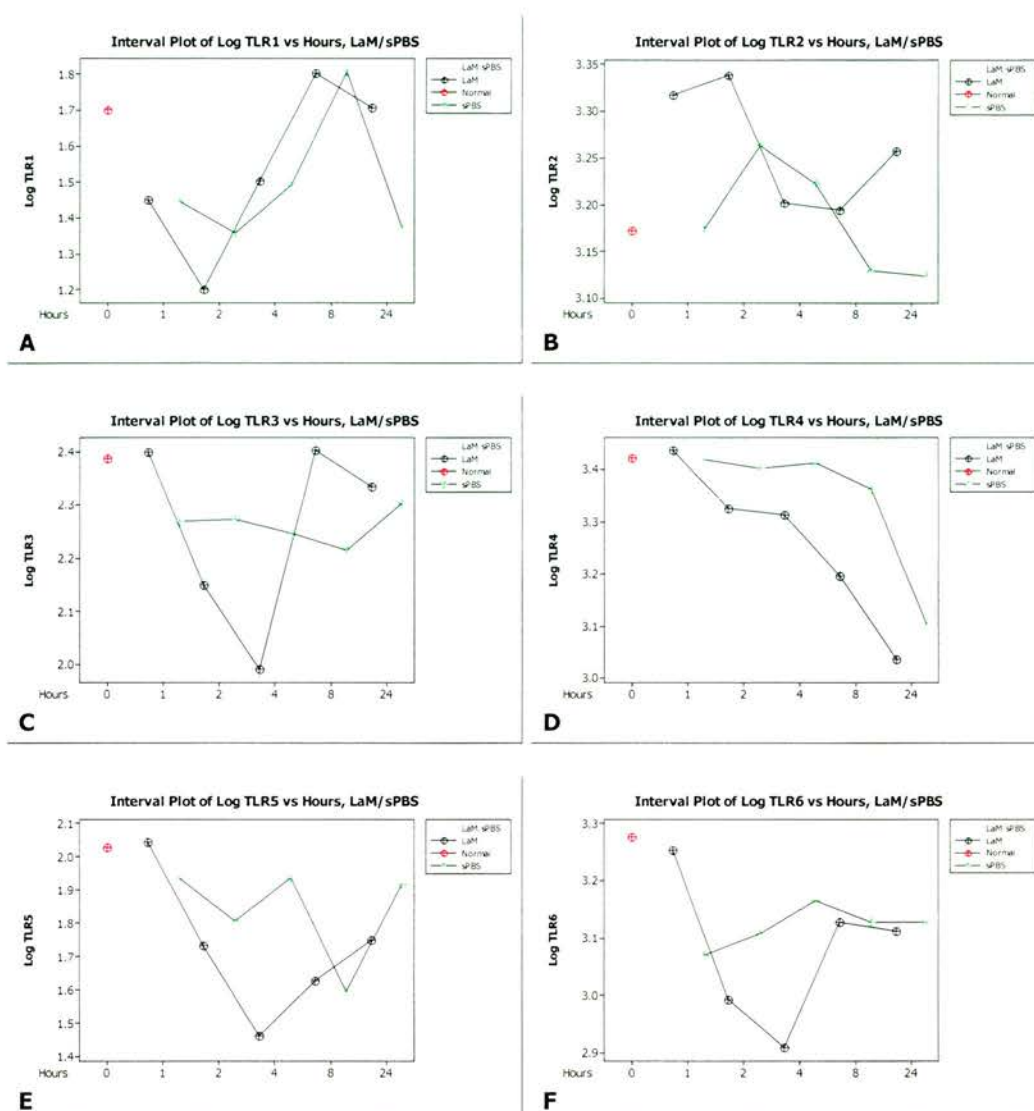 Interval Plot of Log TLR1 vs Hours, LaM/sPBS
1.8
1.7
1.6
1.5
1.4
1.3
1.2
Log TLR1
Hours 0 1 2 4 8 24
LaM sPBS
LaM
Normal
sPBS
A
Interval Plot of Log TLR2 vs Hours, LaM/sPBS
3.35
3.30
3.25
3.20
3.15
3.10
Log TLR2
Hours 0 1 2 4 8 24
LaM sPBS
LaM
Normal
sPBS
B
Interval Plot of Log TLR3 vs Hours, LaM/sPBS
2.4
2.3
2.2
2.1
2.0
Log TLR3
Hours 0 1 2 4 8 24
LaM sPBS
LaM
Normal
sPBS
C
Interval Plot of Log TLR4 vs Hours, LaM/sPBS
3.4
3.3
3.2
3.1
3.0
Log TLR4
Hours 0 1 2 4 8 24
LaM sPBS
LaM
Normal
sPBS
D
Interval Plot of Log TLR5 vs Hours, LaM/sPBS
2.1
2.0
1.9
1.8
1.7
1.6
1.5
1.4
Log TLR5
Hours 0 1 2 4 8 24
LaM sPBS
LaM
Normal
sPBS
E
Interval Plot of Log TLR6 vs Hours, LaM/sPBS
3.3
3.2
3.1
3.0
2.9
Log TLR6
Hours 0 1 2 4 8 24
LaM sPBS
LaM
Normal
sPBS
F